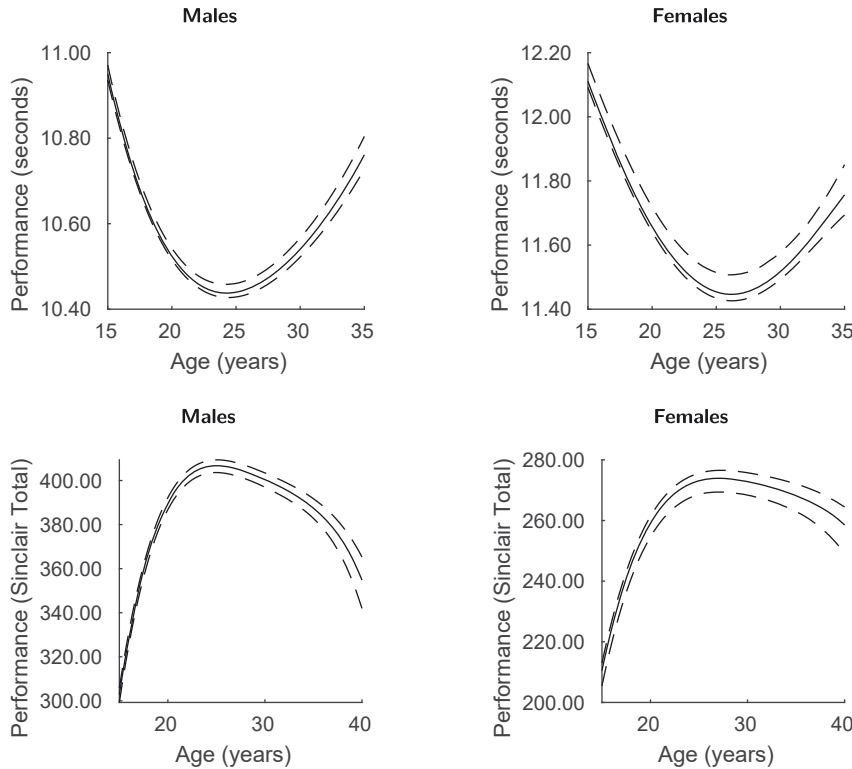 Males
Females
11.00
10.80
10.60
10.40
Performance (seconds)
15 20 25 30 35
Age (years)
12.20
12.00
11.80
11.60
11.40
Performance (seconds)
15 20 25 30 35
Age (years)
Males
Females
400.00
380.00
360.00
340.00
320.00
300.00
Performance (Sinclair Total)
20 30 40
Age (years)
280.00
260.00
240.00
220.00
200.00
Performance (Sinclair Total)
20 30 40
Age (years)